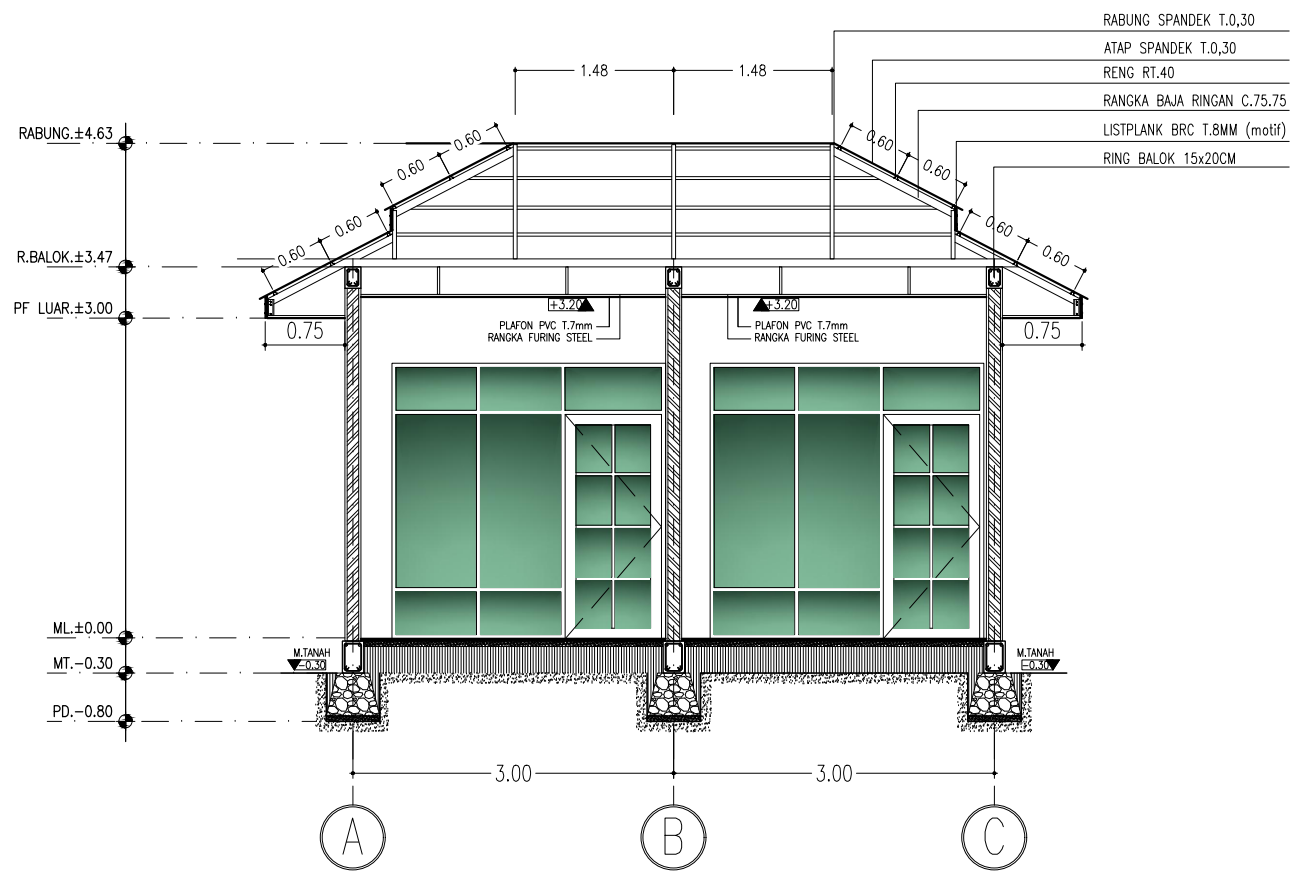 RABUNG SPANDEK T.0,30
ATAP SPANDEK T.0,30
RENG RT.40
RANGKA BAJA RINGAN C.75.75
LISTPLANK BRC T.8MM (motif)
RING BALOK 15x20CM
1.48
1.48
RABUNG.±4.63
0.60
0.60
0.60
0.60
0.60
0.60
0.60
0.60
R.BALOK.±3.47
PF LUAR.±3.00
+3.20
+3.20
0.75
PLAFON PVC T.7mm
RANGKA FURING STEEL
PLAFON PVC T.7mm
RANGKA FURING STEEL
0.75
ML.±0.00
MT.-0.30
M.TANAH
-0.30
M.TANAH
-0.30
PD.-0.80
3.00
3.00
A
B
C